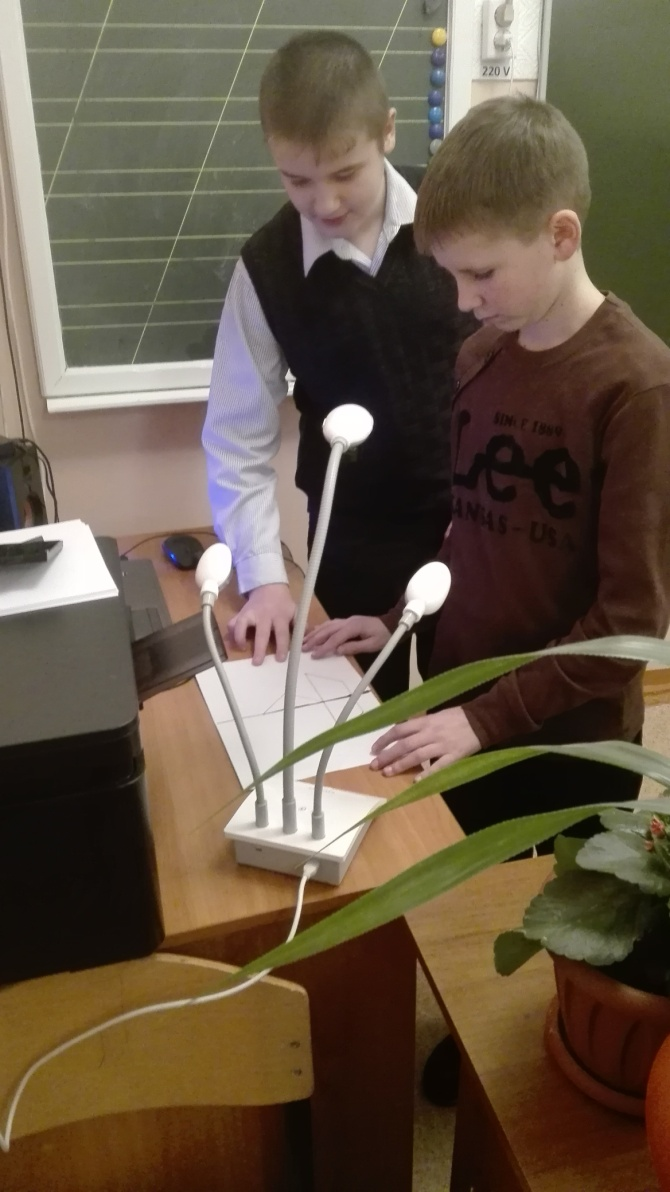 220 V
SINCE 1889
Lee
KANSAS - USA